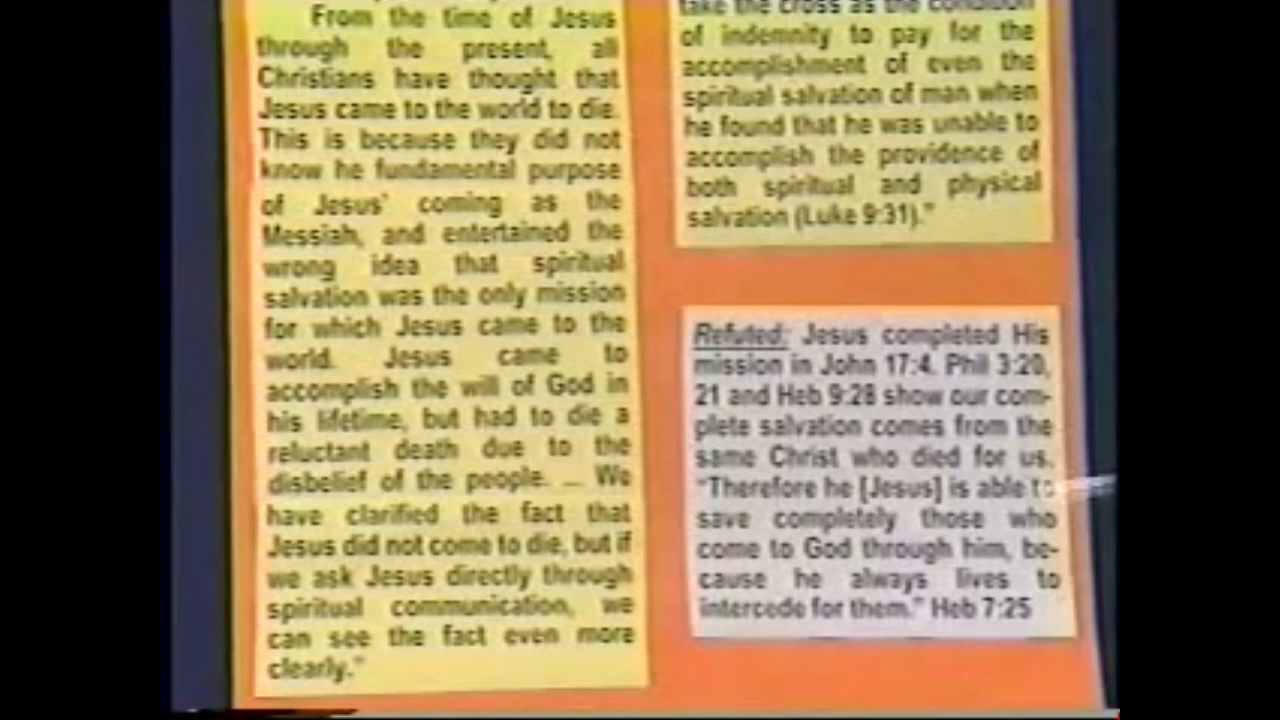 From the time of Jesus
through the present, all
Christians have thought that
Jesus came to the world to die.
This is because they did not
know he fundamental purpose
of Jesus' coming as the
Messiah, and entertained the
wrong idea that spiritual
salvation was the only mission
for which Jesus came to the
world. Jesus came to
accomplish the will of God in
his lifetime, but had to die a
reluctant death due to the
disbelief of the people. ... We
have clarified the fact that
Jesus did not come to die, but if
we ask Jesus directly through
spiritual communication, we
can see the fact even more
clearly."
take the cross as the condition
of indemnity to pay for the
accomplishment of even the
spiritual salvation of man when
he found that he was unable to
accomplish the providence of
both spiritual and physical
salvation (Luke 9:31)."
Refuted: Jesus completed His
mission in John 17:4. Phil 3:20,
21 and Heb 9:28 show our com-
plete salvation comes from the
same Christ who died for us.
"Therefore he [Jesus] is able to
save completely those who
come to God through him, be-
cause he always lives to
intercede for them." Heb 7:25